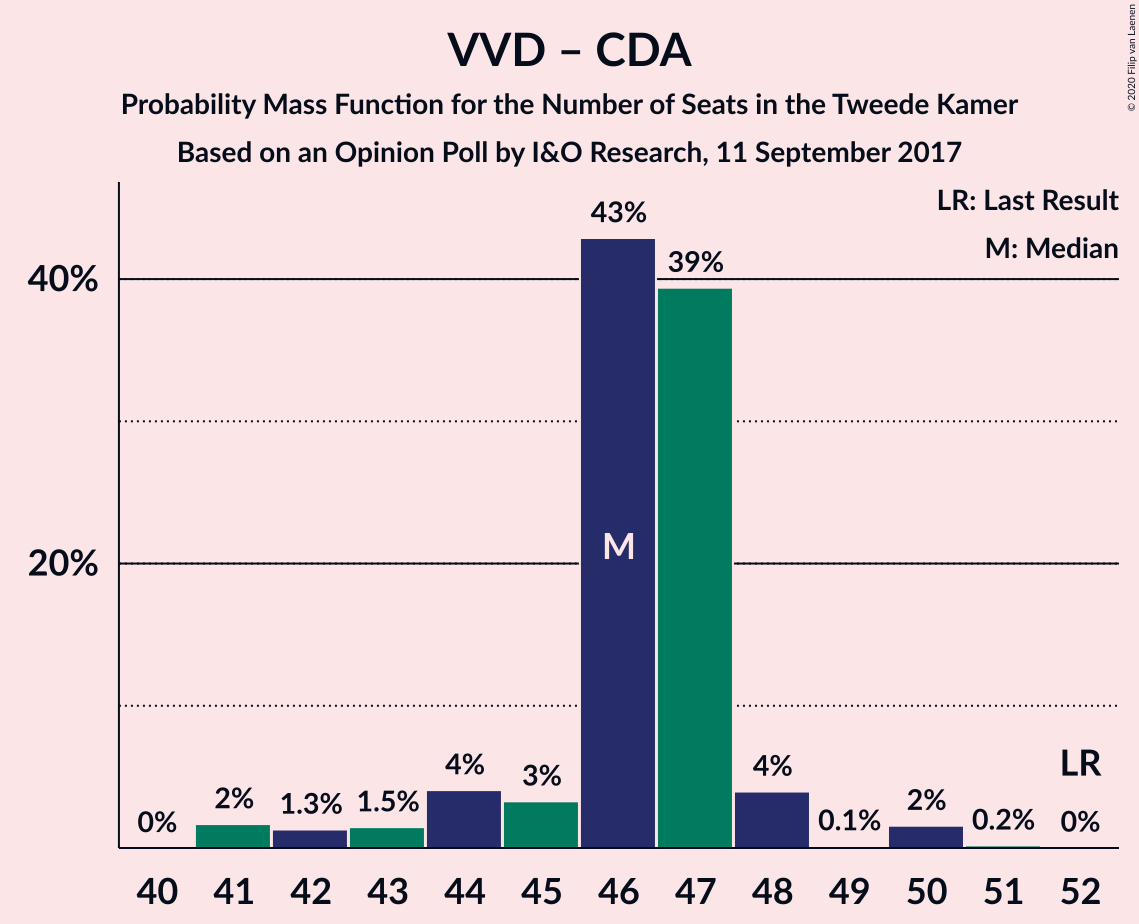 VVD – CDA
Probability Mass Function for the Number of Seats in the Tweede Kamer
Based on an Opinion Poll by I&O Research, 11 September 2017
© 2020 Filip van Laenen
LR: Last Result
M: Median
40%
20%
0%
2%
1.3%
1.5%
4%
3%
43%
39%
4%
0.1%
2%
0.2%
0%
M
LR
40 41 42 43 44 45 46 47 48 49 50 51 52